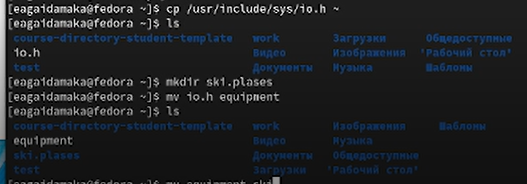 [eagaidamaka@fedora ~]$ cp /usr/include/sys/io.h ~
[eagaidamaka@fedora ~]$ ls
course-directory-student-template work Загрузки Общедоступные
io.h Видео Изображения 'Рабочий стол'
test Документы Музыка Шаблоны
[eagaidamaka@fedora ~]$ mkdir ski.plases
[eagaidamaka@fedora ~]$ mv io.h equipment
[eagaidamaka@fedora ~]$ ls
course-directory-student-template work Изображения Шаблоны
equipment Видео Музыка
ski.plases Документы Общедоступные
test Загрузки 'Рабочий стол'
[eagaidamaka@fedora ~]$ mv equipment ski